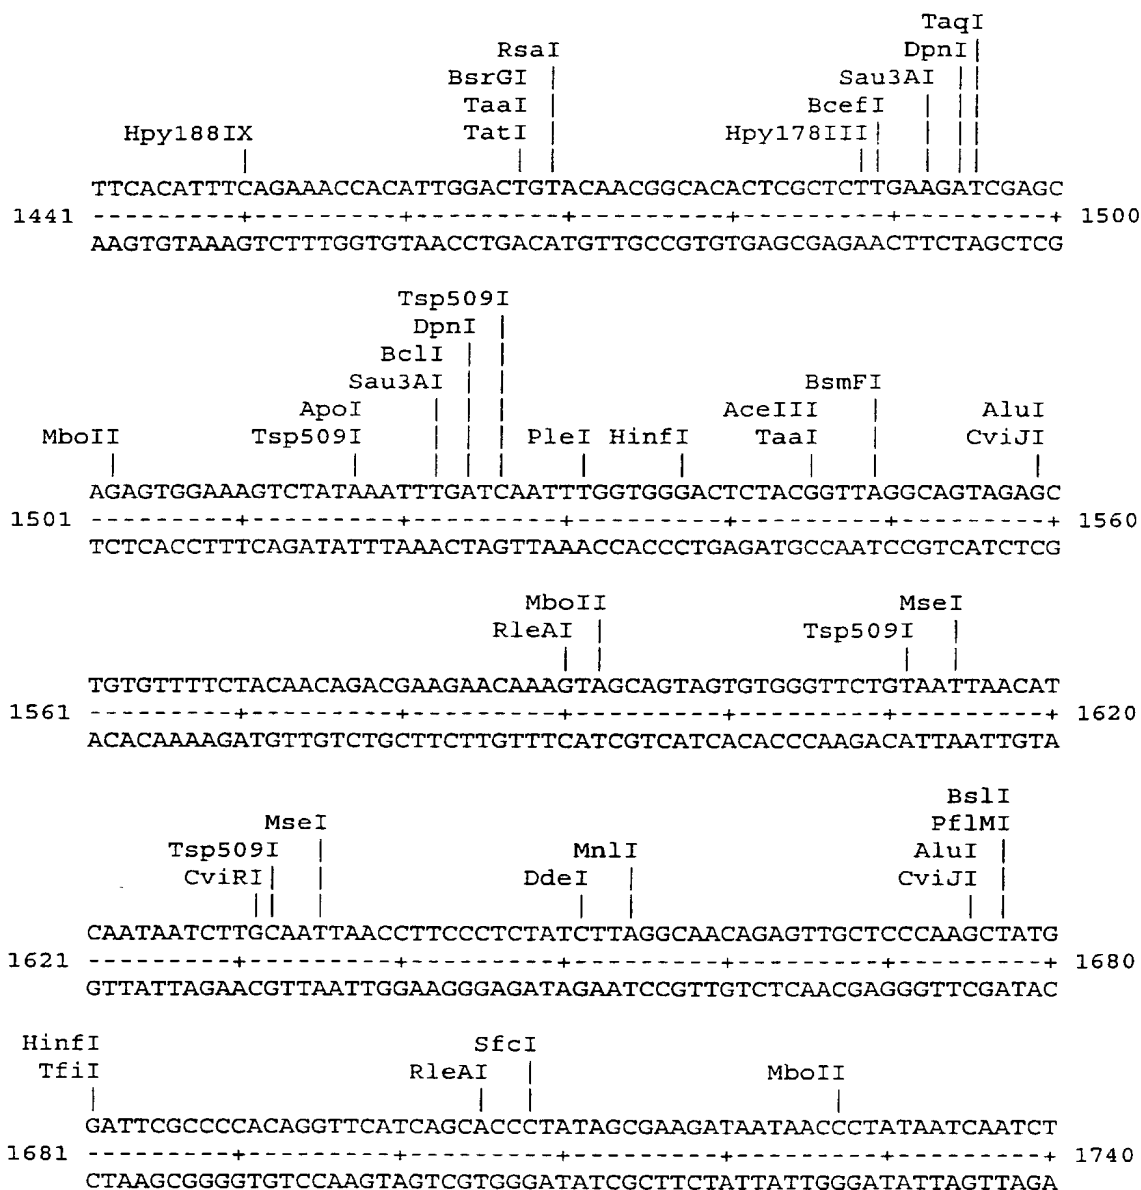 TaqI
RsaI DpnI
BsrGI Sau3AI
TaaI BcefI
Hpy188IX TatI Hpy178III
TTCACATTTCAGAAACCACATTGGACTGTACAACGGCACACTCGCTCTTGAAGATCGAGC
1441 ---------+---------+---------+---------+---------+---------+ 1500
AAGTGTAAAGTCTTTGGTGTAACCTGACATGTTGCCGTGTGAGCGAGAACTTCTAGCTCG
Tsp509I
DpnI
BclI
Sau3AI BsmFI
ApoI AceIII AluI
MboII Tsp509I PleI HinfI TaaI CviJI
AGAGTGGAAAGTCTATAAATTTGATCAATTTGGTGGGACTCTACGGTTAGGCAGTAGAGC
1501 ---------+---------+---------+---------+---------+---------+ 1560
TCTCACCTTTCAGATATTTAAACTAGTTAAACCACCCTGAGATGCCAATCCGTCATCTCG
MboII MseI
RleAI Tsp509I
TGTGTTTTCTACAACAGACGAAGAACAAAGTAGCAGTAGTGTGGGTTCTGTAATTAACAT
1561 ---------+---------+---------+---------+---------+---------+ 1620
ACACAAAAGATGTTGTCTGCTTCTTGTTTCATCGTCATCACACCCAAGACATTAATTGTA
BslI
MseI PflMI
Tsp509I MnlI AluI
CviRI DdeI CviJI
CAATAATCTTGCAATTAACCTTCCCTCTATCTTAGGCAACAGAGTTGCTCCCAAGCTATG
1621 ---------+---------+---------+---------+---------+---------+ 1680
GTTATTAGAACGTTAATTGGAAGGGAGATAGAATCCGTTGTCTCAACGAGGGTTCGATAC
HinfI SfcI
TfiI RleAI MboII
GATTCGCCCCACAGGTTCATCAGCACCCTATAGCGAAGATAATAACCCTATAATCAATCT
1681 ---------+---------+---------+---------+---------+---------+ 1740
CTAAGCGGGGTGTCCAAGTAGTCGTGGGATATCGCTTCTATTATTGGGATATTAGTTAGA